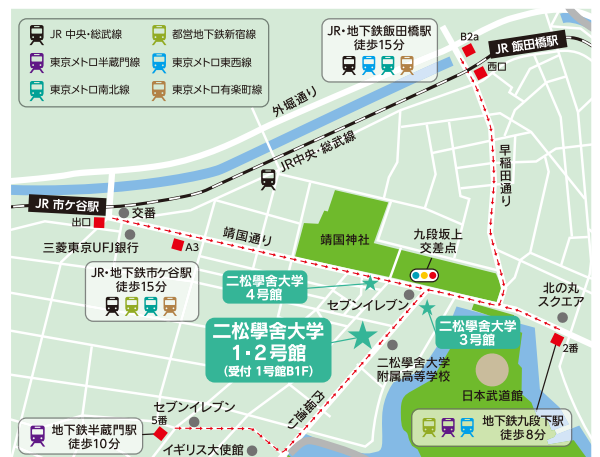 JR 中央・総武線
都営地下鉄新宿線
東京メトロ半蔵門線
東京メトロ東西線
東京メトロ南北線
東京メトロ有楽町線
JR・地下鉄飯田橋駅
徒歩15分
B2a
JR 飯田橋駅
西口
外堀通り
JR中央・総武線
早稲田通り
JR 市ケ谷駅
出口
交番
三菱東京UFJ銀行
A3
靖国通り
靖国神社
九段坂上
交差点
JR・地下鉄市ケ谷駅
徒歩15分
二松學舍大学
4号館
セブンイレブン
北の丸
スクエア
二松學舍大学
1・2号館
(受付 1号館B1F)
二松學舍大学
3号館
2番
二松學舍大学
附属高等学校
日本武道館
内堀通り
セブンイレブン
5番
地下鉄半蔵門駅
徒歩10分
イギリス大使館
地下鉄九段下駅
徒歩8分